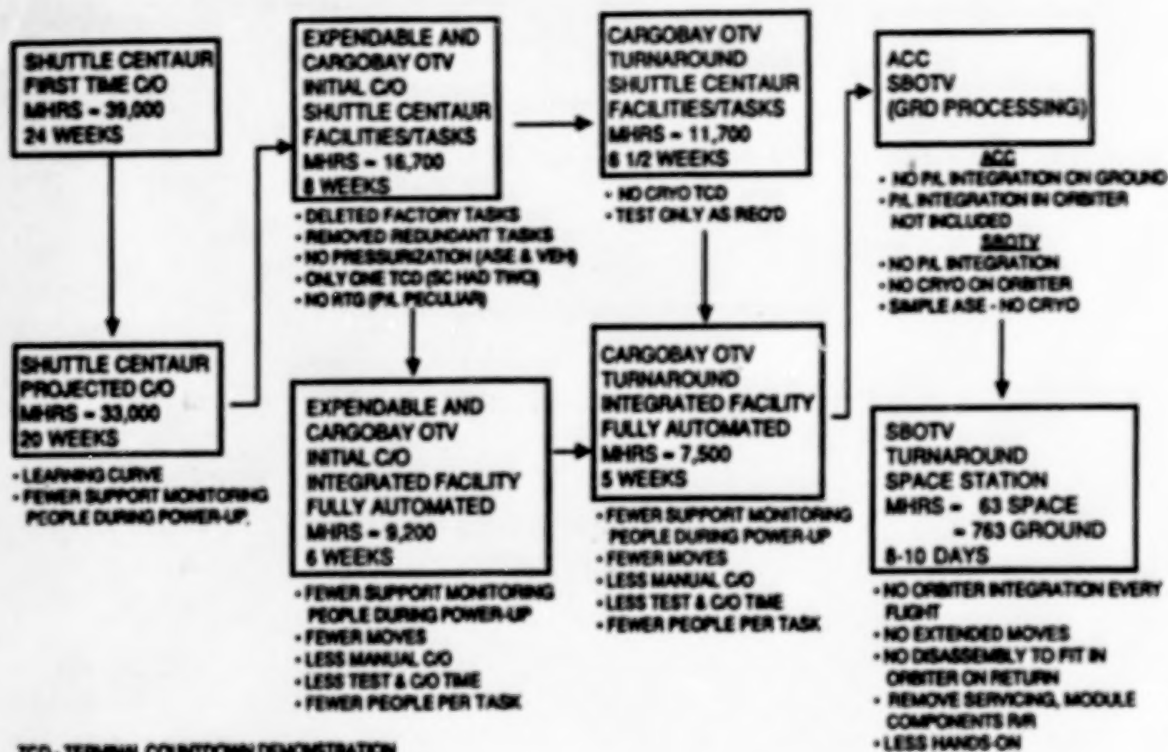 SHUTTLE CENTAUR
FIRST TIME C/O
MHRS = 39,000
24 WEEKS
SHUTTLE CENTAUR
PROJECTED C/O
MHRS = 33,000
20 WEEKS
• LEARNING CURVE
• FEWER SUPPORT MONITORING
PEOPLE DURING POWER-UP.
EXPENDABLE AND
CARGOBAY OTV
INITIAL C/O
SHUTTLE CENTAUR
FACILITIES/TASKS
MHRS = 16,700
8 WEEKS
• DELETED FACTORY TASKS
• REMOVED REDUNDANT TASKS
• NO PRESSURIZATION (ASE & VEH)
• ONLY ONE TCD (SC HAD TWO)
• NO RTG (P/L PECULIAR)
EXPENDABLE AND
CARGOBAY OTV
INITIAL C/O
INTEGRATED FACILITY
FULLY AUTOMATED
MHRS = 9,200
6 WEEKS
• FEWER SUPPORT MONITORING
PEOPLE DURING POWER-UP
• FEWER MOVES
• LESS MANUAL C/O
• LESS TEST & C/O TIME
• FEWER PEOPLE PER TASK
CARGOBAY OTV
TURNAROUND
SHUTTLE CENTAUR
FACILITIES/TASKS
MHRS = 11,700
6 1/2 WEEKS
• NO CRYO TCD
• TEST ONLY AS REQ'D
CARGOBAY OTV
TURNAROUND
INTEGRATED FACILITY
FULLY AUTOMATED
MHRS = 7,500
5 WEEKS
• FEWER SUPPORT MONITORING
PEOPLE DURING POWER-UP
• FEWER MOVES
• LESS MANUAL C/O
• LESS TEST & C/O TIME
• FEWER PEOPLE PER TASK
ACC
SBOTV
(GRD PROCESSING)
ACC
• NO P/L INTEGRATION ON GROUND
• P/L INTEGRATION IN ORBITER
NOT INCLUDED
SBOTV
• NO P/L INTEGRATION
• NO CRYO ON ORBITER
• SIMPLE ASE - NO CRYO
SBOTV
TURNAROUND
SPACE STATION
MHRS = 63 SPACE
= 763 GROUND
8-10 DAYS
• NO ORBITER INTEGRATION EVERY
FLIGHT
• NO EXTENDED MOVES
• NO DISASSEMBLY TO FIT IN
ORBITER ON RETURN
• REMOVE SERVICING, MODULE
COMPONENTS R/R
• LESS HANDS-ON
TCD - TERMINAL COUNTDOWN DEMONSTRATION